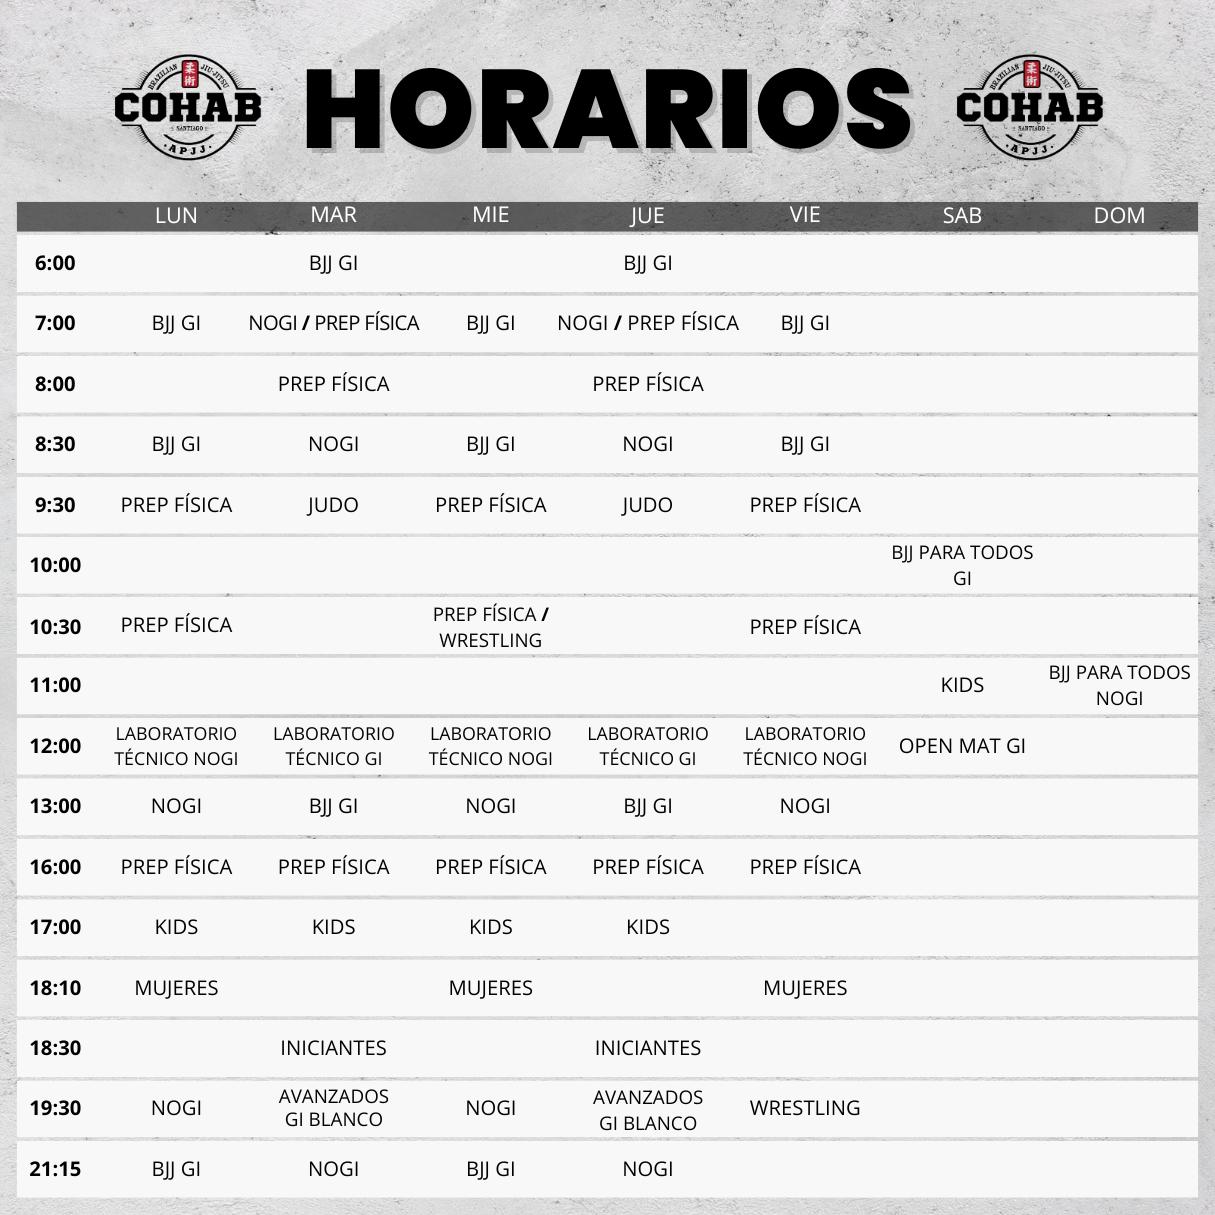 BRAZILIAN JIU-JITSU
柔術
COHAB
SANTIAGO
APJJ
HORARIOS
BRAZILIAN JIU-JITSU
柔術
COHAB
SANTIAGO
APJJ
LUN MAR MIE JUE VIE SAB DOM
6:00 BJJ GI BJJ GI
7:00 BJJ GI NOGI / PREP FÍSICA BJJ GI NOGI / PREP FÍSICA BJJ GI
8:00 PREP FÍSICA PREP FÍSICA
8:30 BJJ GI NOGI BJJ GI NOGI BJJ GI
9:30 PREP FÍSICA JUDO PREP FÍSICA JUDO PREP FÍSICA
10:00 BJJ PARA TODOS
GI
10:30 PREP FÍSICA PREP FÍSICA / PREP FÍSICA
WRESTLING
11:00 KIDS BJJ PARA TODOS
NOGI
12:00 LABORATORIO LABORATORIO LABORATORIO LABORATORIO LABORATORIO OPEN MAT GI
TÉCNICO NOGI TÉCNICO GI TÉCNICO NOGI TÉCNICO GI TÉCNICO NOGI
13:00 NOGI BJJ GI NOGI BJJ GI NOGI
16:00 PREP FÍSICA PREP FÍSICA PREP FÍSICA PREP FÍSICA PREP FÍSICA
17:00 KIDS KIDS KIDS KIDS
18:10 MUJERES MUJERES MUJERES
18:30 INICIANTES INICIANTES
19:30 NOGI AVANZADOS NOGI AVANZADOS WRESTLING
GI BLANCO GI BLANCO
21:15 BJJ GI NOGI BJJ GI NOGI